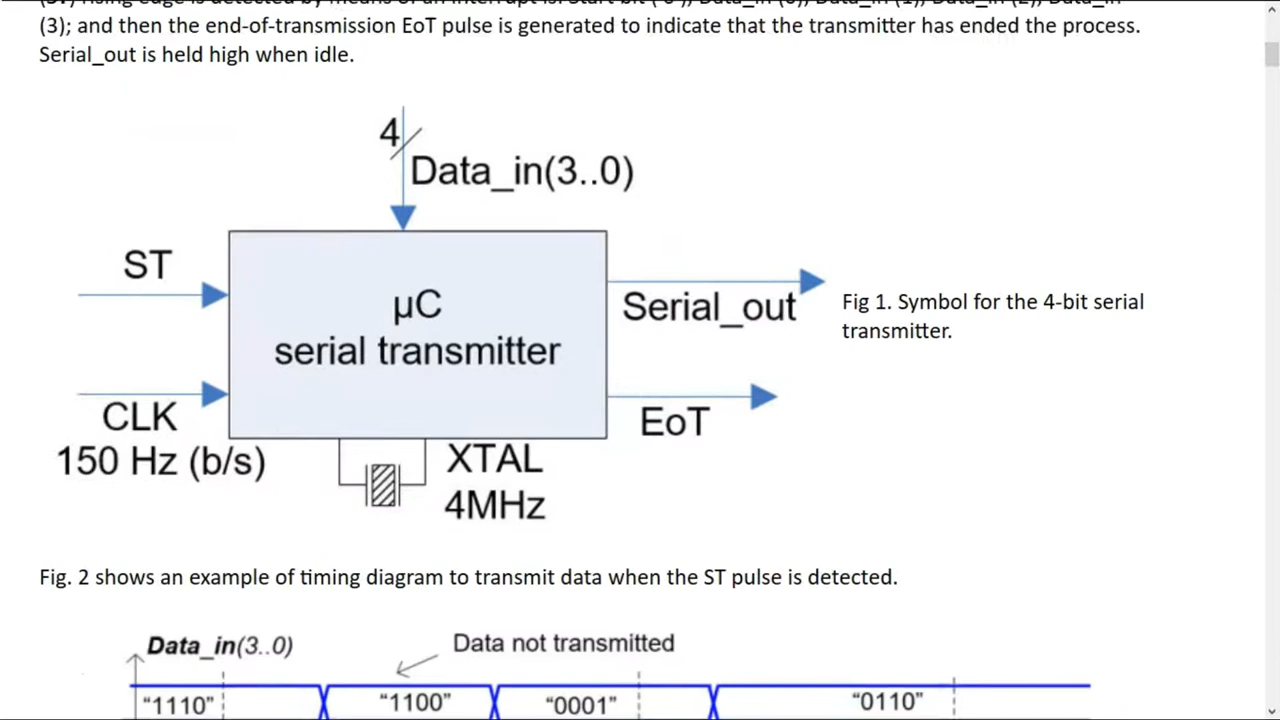 (3); and then the end-of-transmission EoT pulse is generated to indicate that the transmitter has ended the process.
Serial_out is held high when idle.
4
Data_in(3..0)
ST
µC
serial transmitter
Serial_out
Fig 1. Symbol for the 4-bit serial
transmitter.
CLK
150 Hz (b/s)
EoT
XTAL
4MHz
Fig. 2 shows an example of timing diagram to transmit data when the ST pulse is detected.
Data_in(3..0)
Data not transmitted
“1110”
“1100”
“0001”
“0110”